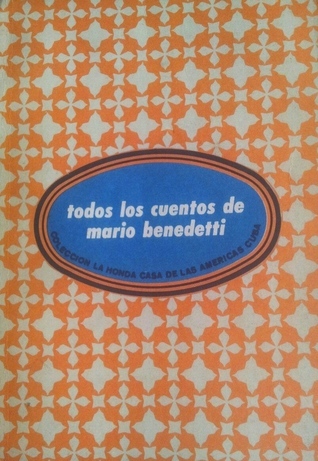 todos los cuentos de
mario benedetti
COLECCION LA HONDA CASA DE LAS AMERICAS CUBA